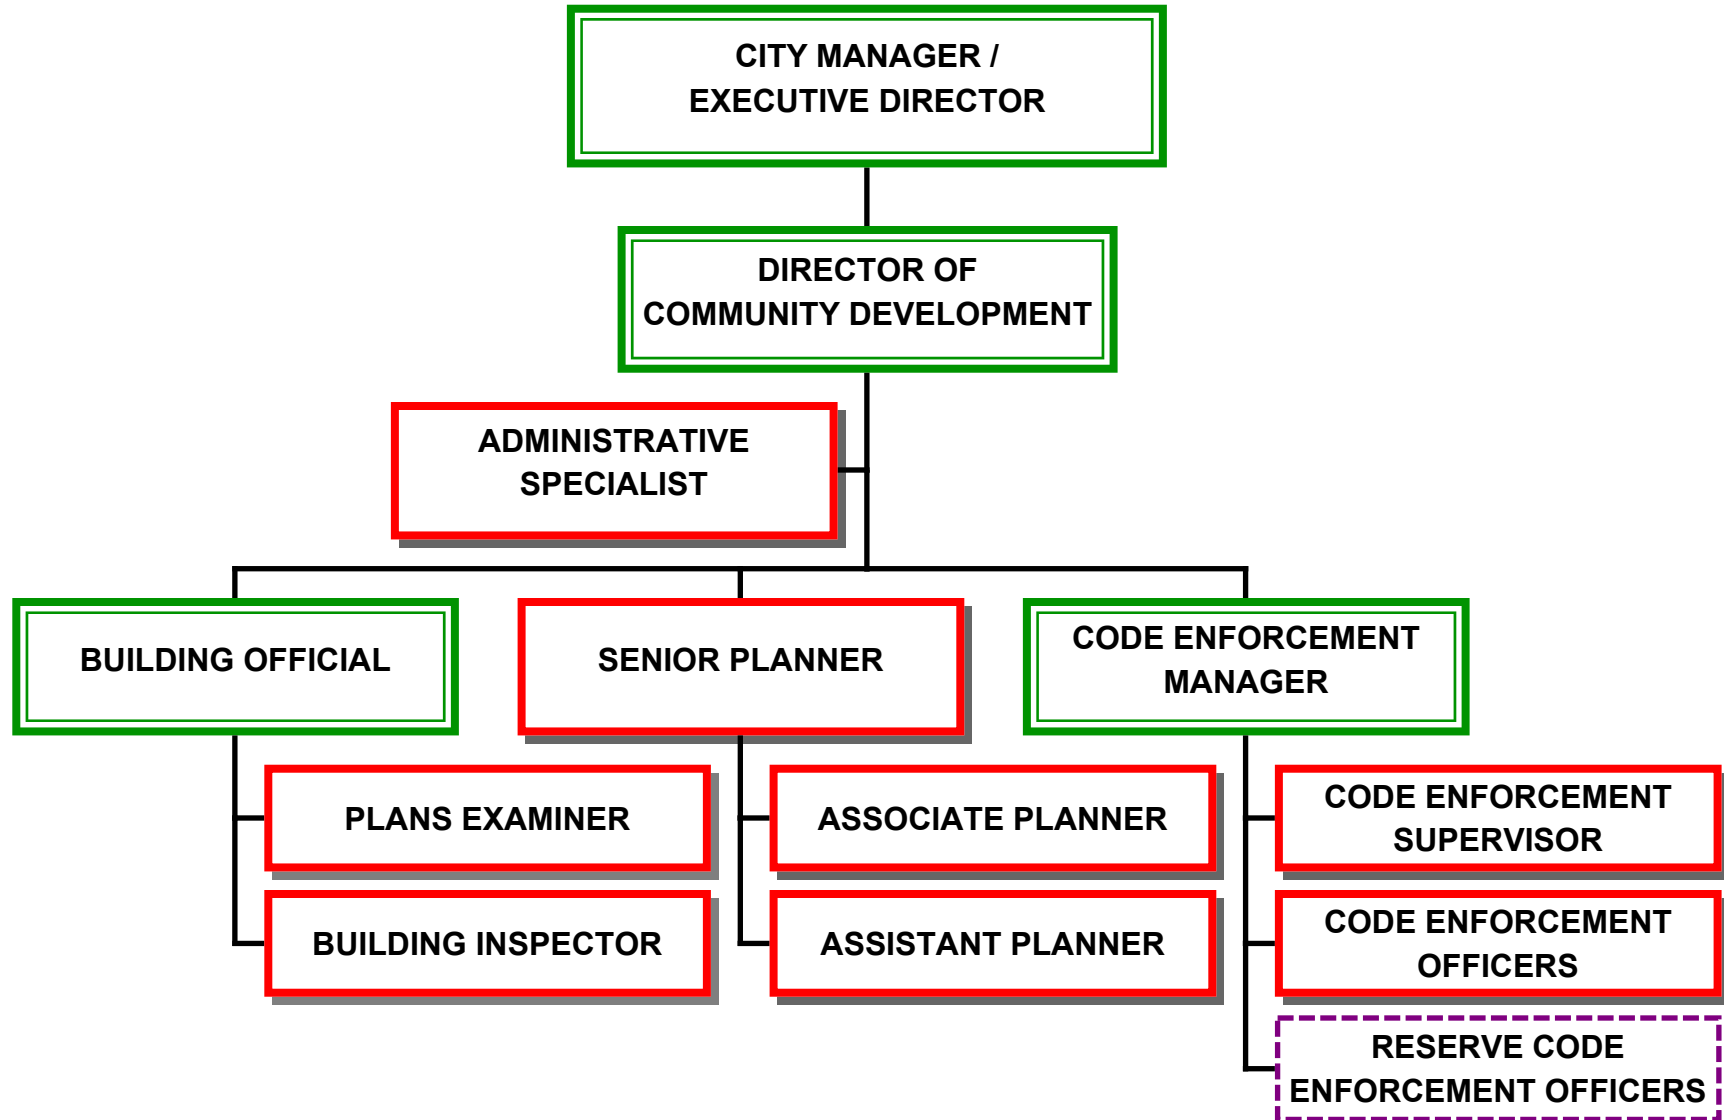 CITY MANAGER /
EXECUTIVE DIRECTOR
DIRECTOR OF
COMMUNITY DEVELOPMENT
ADMINISTRATIVE
SPECIALIST
BUILDING OFFICIAL
SENIOR PLANNER
CODE ENFORCEMENT
MANAGER
PLANS EXAMINER
ASSOCIATE PLANNER
CODE ENFORCEMENT
SUPERVISOR
BUILDING INSPECTOR
ASSISTANT PLANNER
CODE ENFORCEMENT
OFFICERS
RESERVE CODE
ENFORCEMENT OFFICERS